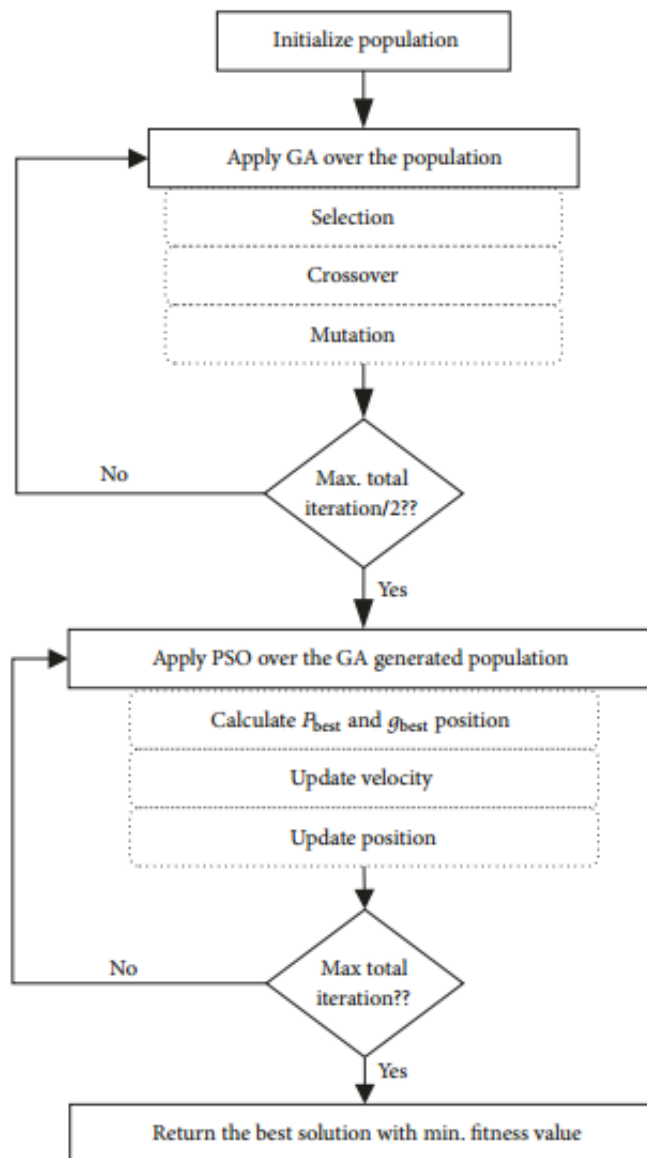 Initialize population
Apply GA over the population
Selection
Crossover
Mutation
No
Max. total
iteration/2??
Yes
Apply PSO over the GA generated population
Calculate P_best and g_best position
Update velocity
Update position
No
Max total
iteration??
Yes
Return the best solution with min. fitness value